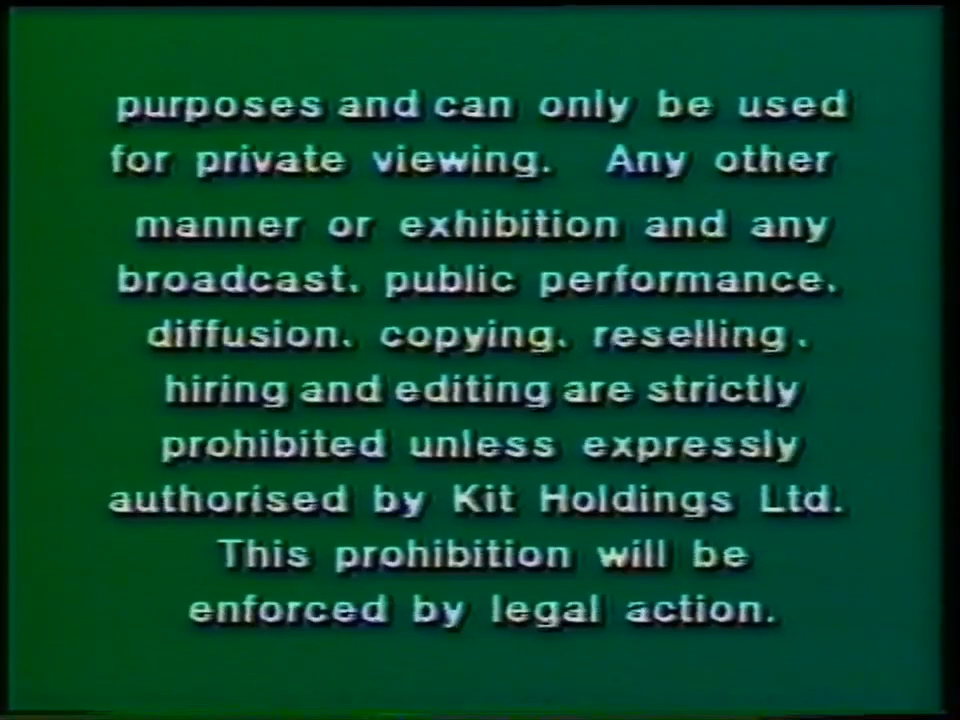 purposes and can only be used
for private viewing. Any other
manner or exhibition and any
broadcast, public performance,
diffusion, copying, reselling,
hiring and editing are strictly
prohibited unless expressly
authorised by Kit Holdings Ltd.
This prohibition will be
enforced by legal action.